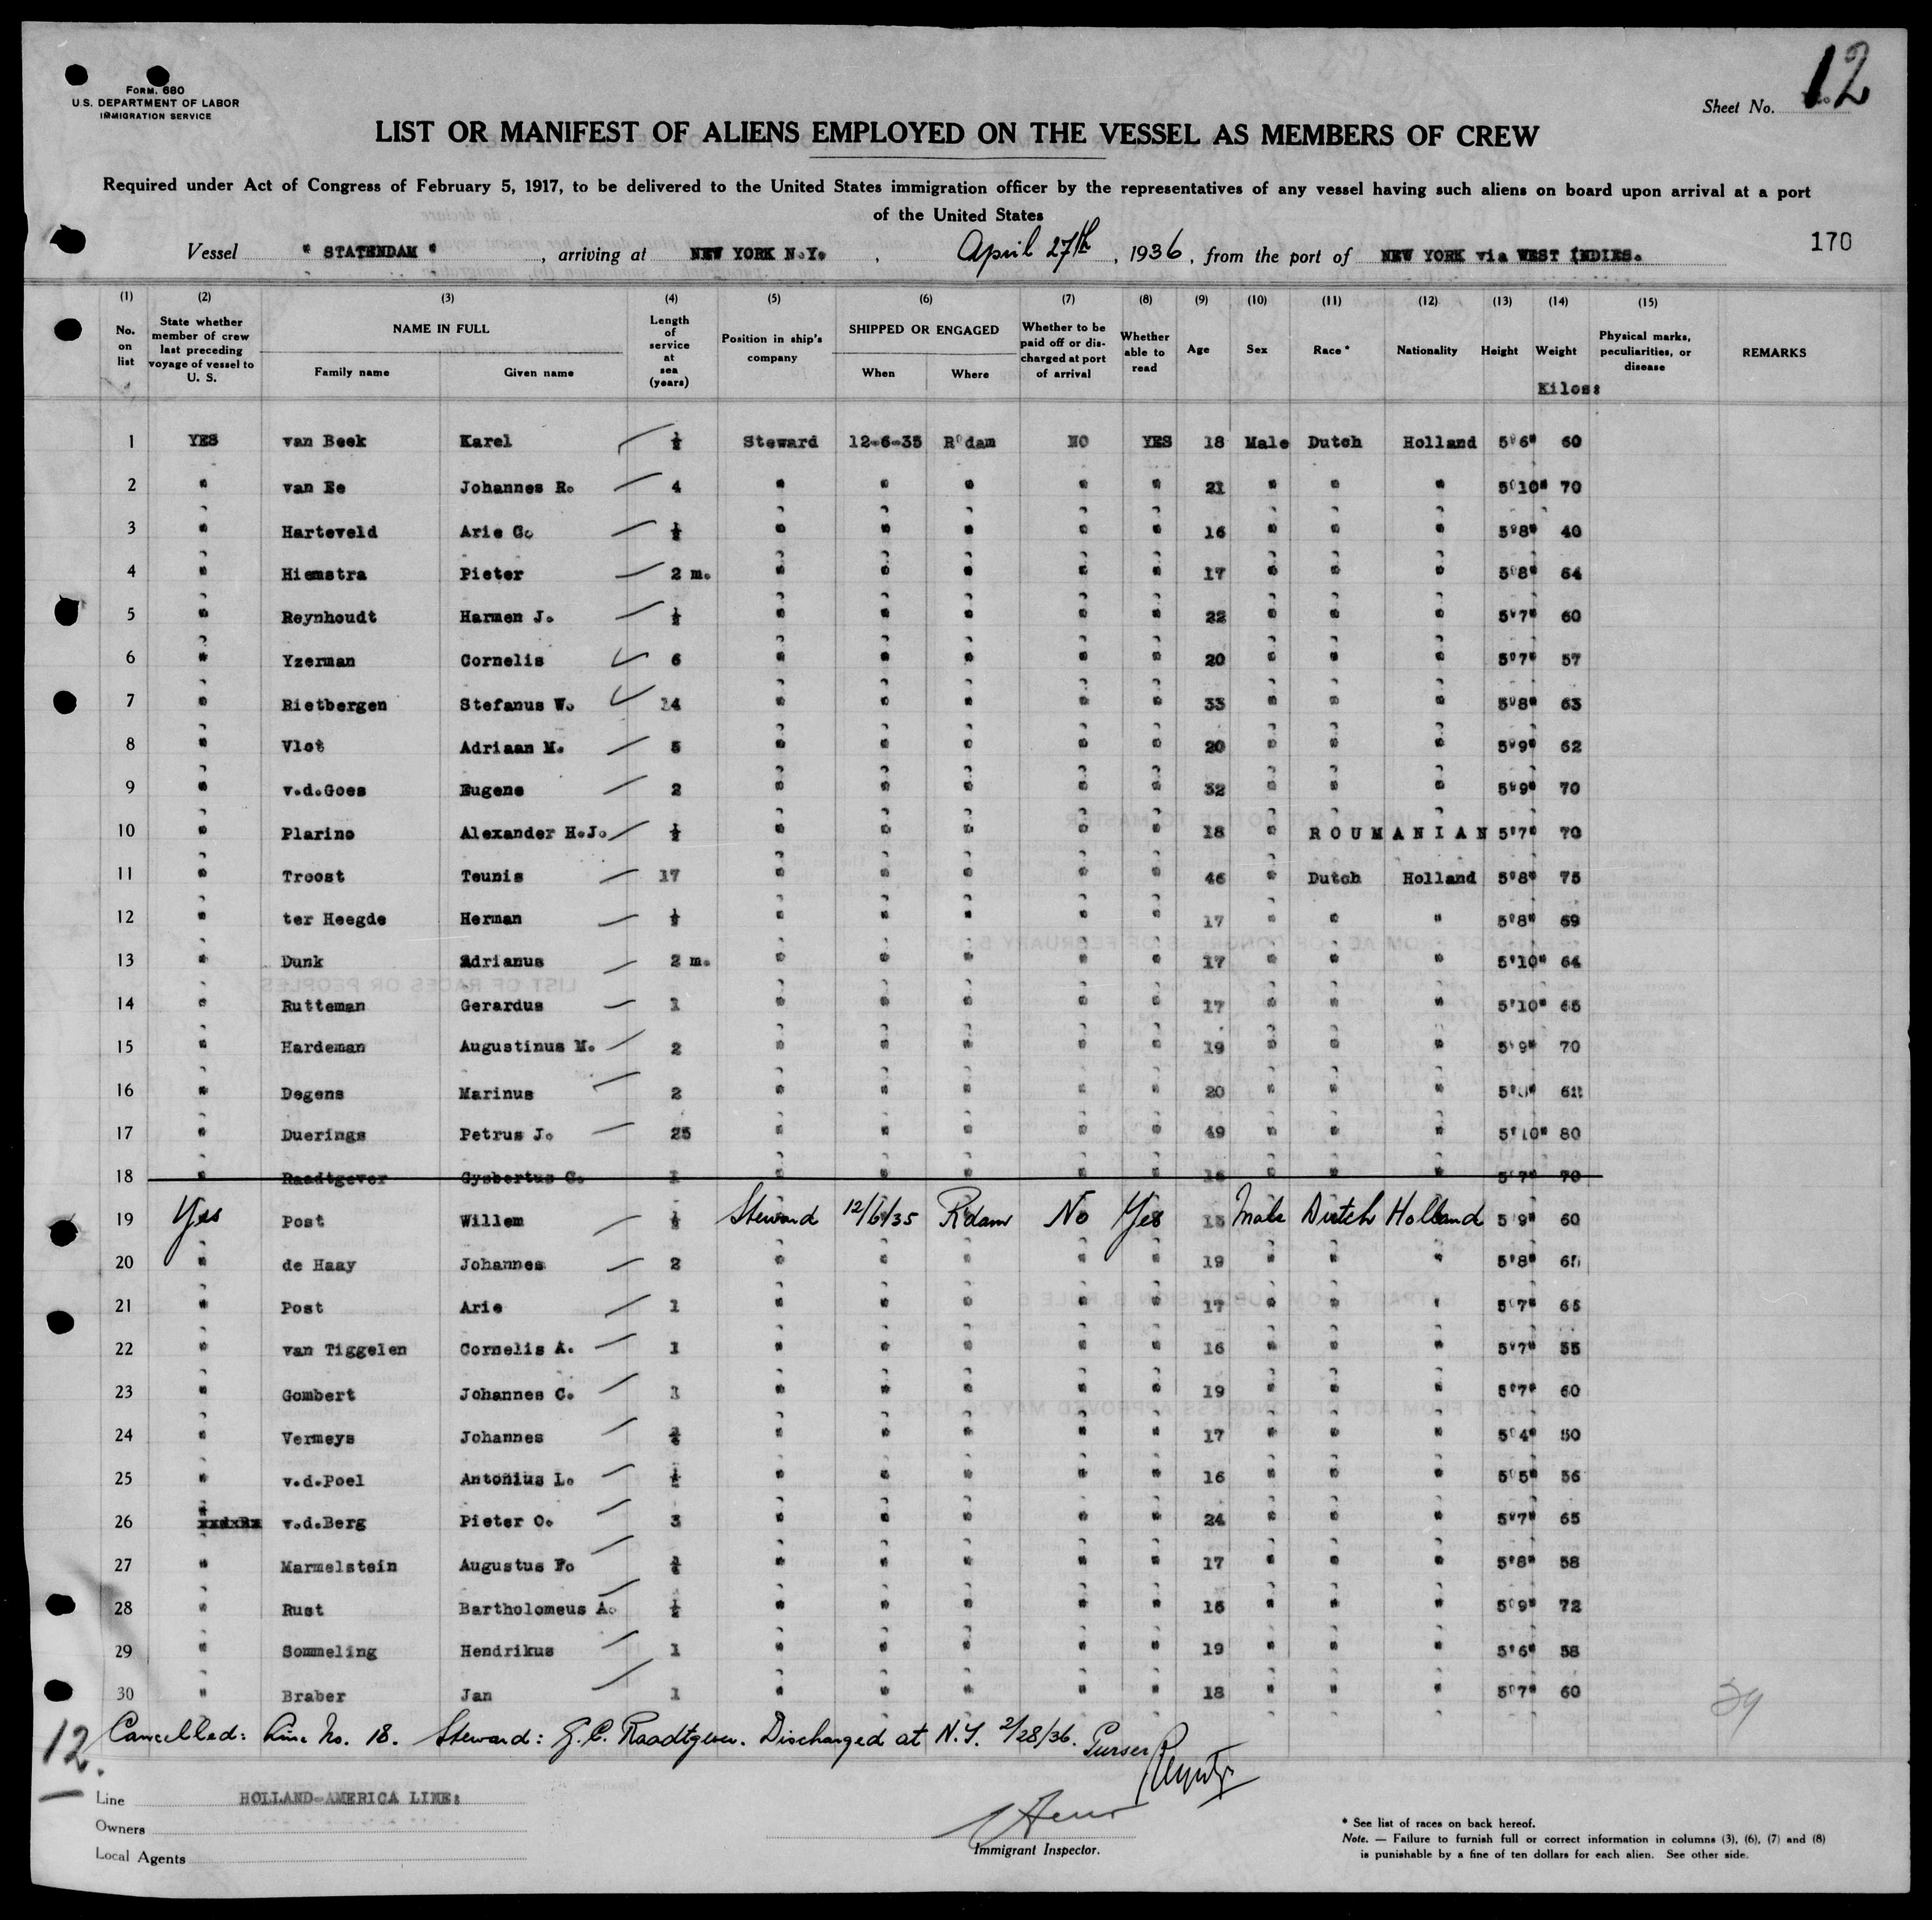 FORM. 680
U.S. DEPARTMENT OF LABOR
IMMIGRATION SERVICE
Sheet No. 12
LIST OR MANIFEST OF ALIENS EMPLOYED ON THE VESSEL AS MEMBERS OF CREW
Required under Act of Congress of February 5, 1917, to be delivered to the United States immigration officer by the representatives of any vessel having such aliens on board upon arrival at a port
of the United States
Vessel " STATENDAM " , arriving at NEW YORK N.Y. , April 27th , 1936, from the port of NEW YORK via WEST INDIES. 170
(1) (2) (3) (4) (5) (6) (7) (8) (9) (10) (11) (12) (13) (14) (15)
No. on list
State whether member of crew last preceding voyage of vessel to U. S.
NAME IN FULL
Family name Given name
Length of service at sea (years)
Position in ship's company
SHIPPED OR ENGAGED
When Where
Whether to be paid off or discharged at port of arrival
Whether able to read
Age Sex Race * Nationality Height Weight
Physical marks, peculiarities, or disease
REMARKS
Kilos:
1 YES van Beek Karel ½ Steward 12-6-35 R'dam NO YES 18 Male Dutch Holland 5'6" 60
2 " van Ee Johannes R. 4 " " " " " 21 " " " 5'10" 70
3 " Harteveld Arie G. ½ " " " " " 16 " " " 5'8" 40
4 " Hiemstra Pieter 2 m. " " " " " 17 " " " 5'8" 64
5 " Reynhoudt Harmen J. ½ " " " " " 22 " " " 5'7" 60
6 " Yzerman Cornelis 6 " " " " " 20 " " " 5'7" 57
7 " Rietbergen Stefanus W. 14 " " " " " 33 " " " 5'8" 63
8 " Vlot Adriaan M. 5 " " " " " 20 " " " 5'9" 62
9 " v.d.Goes Eugene 2 " " " " " 32 " " " 5'9" 70
10 " Plarino Alexander H.J. ½ " " " " " 18 " ROUMANIAN 5'7" 70
11 " Troost Teunis 17 " " " " " 46 " Dutch Holland 5'8" 75
12 " ter Heegde Herman ½ " " " " " 17 " " " 5'8" 69
13 " Dunk Adrianus 2 m. " " " " " 17 " " " 5'10" 64
14 " Rutteman Gerardus 1 " " " " " 17 " " " 5'10" 65
15 " Hardeman Augustinus M. 2 " " " " " 19 " " " 5'9" 70
16 " Degens Marinus 2 " " " " " 20 " " "
17 " Duerings Petrus J. 25 " " " " " 49 " " " 5'10" 80
18 " Raadtgever Gysbertus C. 1 " " " " " 16 " " " 5'7" 70
19 Yes Post Willem ½ Steward 12/6/35 R'dam No Yes Male Dutch Holland 5'9" 60
20 " de Haay Johannes 2 " " " " " 19 " " " 5'8"
21 " Post Arie 1 " " " " " 17 " " " 5'7" 65
22 " van Tiggelen Cornelis A. 1 " " " " " 16 " " " 5'7" 55
23 " Gombert Johannes C. 1 " " " " " 19 " " " 5'7" 60
24 " Vermeys Johannes " " " " " 17 " " " 5'4" 50
25 " v.d.Poel Antonius L. ½ " " " " " 16 " " " 5'5" 56
26 " v.d.Berg Pieter C. 3 " " " " " 24 " " " 5'7" 65
27 " Marmelstein Augustus F. " " " " " 17 " " " 5'8" 58
28 " Rust Bartholomeus A. ½ " " " " " 16 " " " 5'9" 72
29 " Sommeling Hendrikus 1 " " " " " 19 " " " 5'6" 58
30 " Braber Jan 1 " " " " " 18 " " " 5'7" 60
29
Cancelled: Line No. 18. Steward: G.C. Raadtgever. Discharged at N.Y. 2/28/36. Purser
12.
Line HOLLAND-AMERICA LINE:
Owners
Local Agents
Immigrant Inspector.
* See list of races on back hereof.
Note. — Failure to furnish full or correct information in columns (3), (6), (7) and (8)
is punishable by a fine of ten dollars for each alien. See other side.